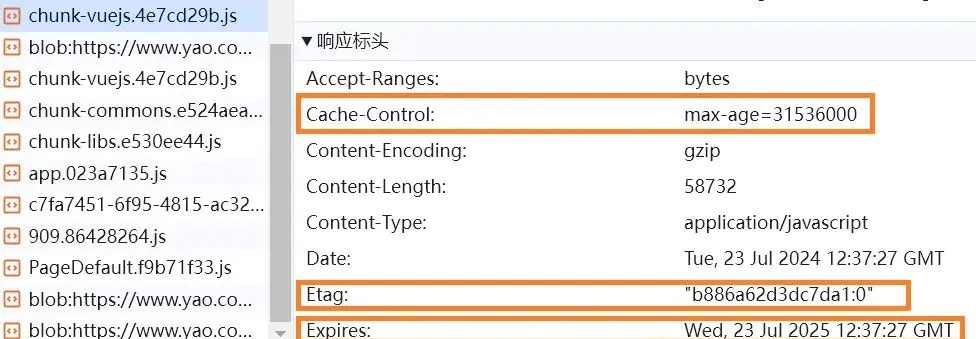 chunk-vuejs.4e7cd29b.js
blob:https://www.yao.co...
chunk-vuejs.4e7cd29b.js
chunk-commons.e524aea...
chunk-libs.e530ee44.js
app.023a7135.js
c7fa7451-6f95-4815-ac32...
909.86428264.js
PageDefault.f9b71f33.js
blob:https://www.yao.co...
blob:https://www.yao.co...
▼响应标头
Accept-Ranges: bytes
Cache-Control: max-age=31536000
Content-Encoding: gzip
Content-Length: 58732
Content-Type: application/javascript
Date: Tue, 23 Jul 2024 12:37:27 GMT
Etag: "b886a62d3dc7da1:0"
Expires: Wed, 23 Jul 2025 12:37:27 GMT